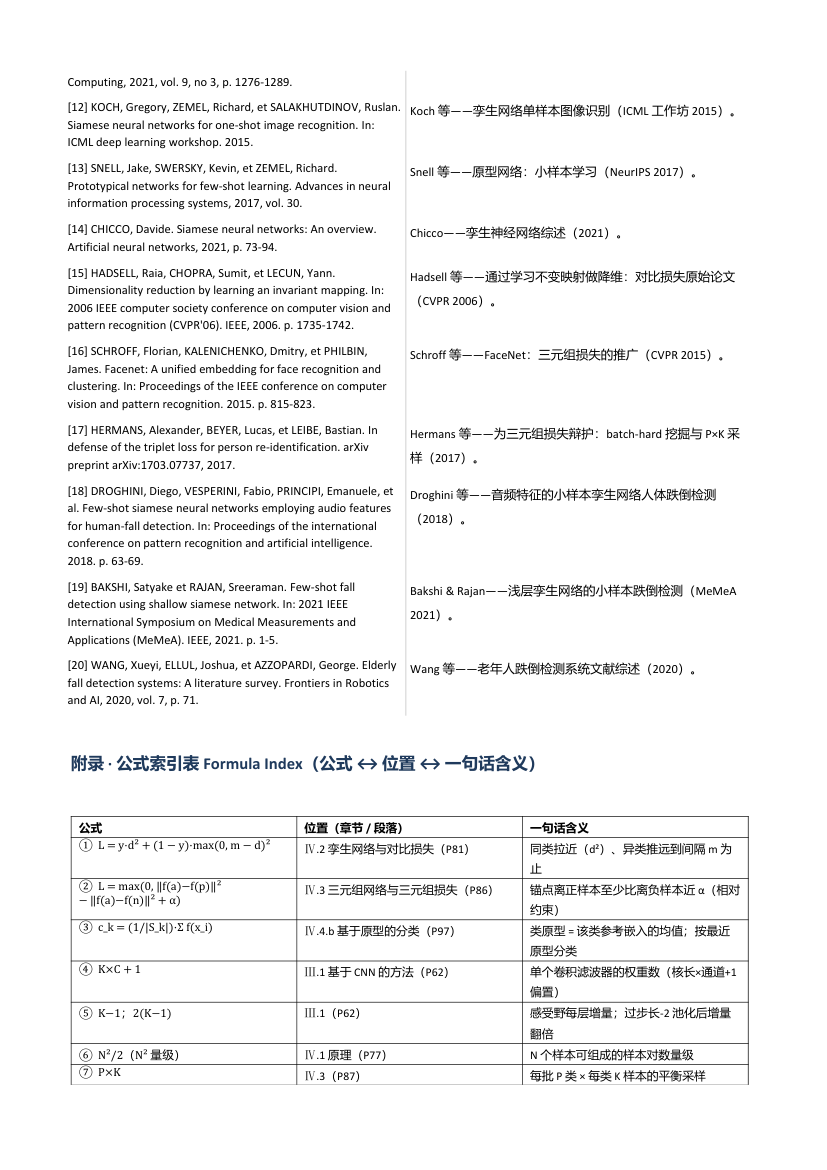 Computing, 2021, vol. 9, no 3, p. 1276-1289.
[12] KOCH, Gregory, ZEMEL, Richard, et SALAKHUTDINOV, Ruslan.
Siamese neural networks for one-shot image recognition. In:
ICML deep learning workshop. 2015.
Koch 等——孪生网络单样本图像识别（ICML 工作坊 2015）。
[13] SNELL, Jake, SWERSKY, Kevin, et ZEMEL, Richard.
Prototypical networks for few-shot learning. Advances in neural
information processing systems, 2017, vol. 30.
Snell 等——原型网络：小样本学习（NeurIPS 2017）。
[14] CHICCO, Davide. Siamese neural networks: An overview.
Artificial neural networks, 2021, p. 73-94.
Chicco——孪生神经网络综述（2021）。
[15] HADSELL, Raia, CHOPRA, Sumit, et LECUN, Yann.
Dimensionality reduction by learning an invariant mapping. In:
2006 IEEE computer society conference on computer vision and
pattern recognition (CVPR'06). IEEE, 2006. p. 1735-1742.
Hadsell 等——通过学习不变映射做降维：对比损失原始论文
（CVPR 2006）。
[16] SCHROFF, Florian, KALENICHENKO, Dmitry, et PHILBIN,
James. Facenet: A unified embedding for face recognition and
clustering. In: Proceedings of the IEEE conference on computer
vision and pattern recognition. 2015. p. 815-823.
Schroff 等——FaceNet：三元组损失的推广（CVPR 2015）。
[17] HERMANS, Alexander, BEYER, Lucas, et LEIBE, Bastian. In
defense of the triplet loss for person re-identification. arXiv
preprint arXiv:1703.07737, 2017.
Hermans 等——为三元组损失辩护：batch-hard 挖掘与 P×K 采
样（2017）。
[18] DROGHINI, Diego, VESPERINI, Fabio, PRINCIPI, Emanuele, et
al. Few-shot siamese neural networks employing audio features
for human-fall detection. In: Proceedings of the international
conference on pattern recognition and artificial intelligence.
2018. p. 63-69.
Droghini 等——音频特征的小样本孪生网络人体跌倒检测
（2018）。
[19] BAKSHI, Satyake et RAJAN, Sreeraman. Few-shot fall
detection using shallow siamese network. In: 2021 IEEE
International Symposium on Medical Measurements and
Applications (MeMeA). IEEE, 2021. p. 1-5.
Bakshi & Rajan——浅层孪生网络的小样本跌倒检测（MeMeA
2021）。
[20] WANG, Xueyi, ELLUL, Joshua, et AZZOPARDI, George. Elderly
fall detection systems: A literature survey. Frontiers in Robotics
and AI, 2020, vol. 7, p. 71.
Wang 等——老年人跌倒检测系统文献综述（2020）。
附录 · 公式索引表 Formula Index（公式 ↔ 位置 ↔ 一句话含义）
公式
位置（章节 / 段落）
一句话含义
① L = y·d² + (1 − y)·max(0, m − d)²
Ⅳ.2 孪生网络与对比损失（P81）
同类拉近（d²）、异类推远到间隔 m 为
止
② L = max(0, ‖f(a)−f(p)‖²
− ‖f(a)−f(n)‖² + α)
Ⅳ.3 三元组网络与三元组损失（P86）
锚点离正样本至少比离负样本近 α（相对
约束）
③ c_k = (1/|S_k|)·Σ f(x_i)
Ⅳ.4.b 基于原型的分类（P97）
类原型 = 该类参考嵌入的均值；按最近
原型分类
④ K×C + 1
Ⅲ.1 基于 CNN 的方法（P62）
单个卷积滤波器的权重数（核长×通道+1
偏置）
⑤ K−1；2(K−1)
Ⅲ.1（P62）
感受野每层增量；过步长-2 池化后增量
翻倍
⑥ N²/2（N² 量级）
Ⅳ.1 原理（P77）
N 个样本可组成的样本对数量级
⑦ P×K
Ⅳ.3（P87）
每批 P 类 × 每类 K 样本的平衡采样